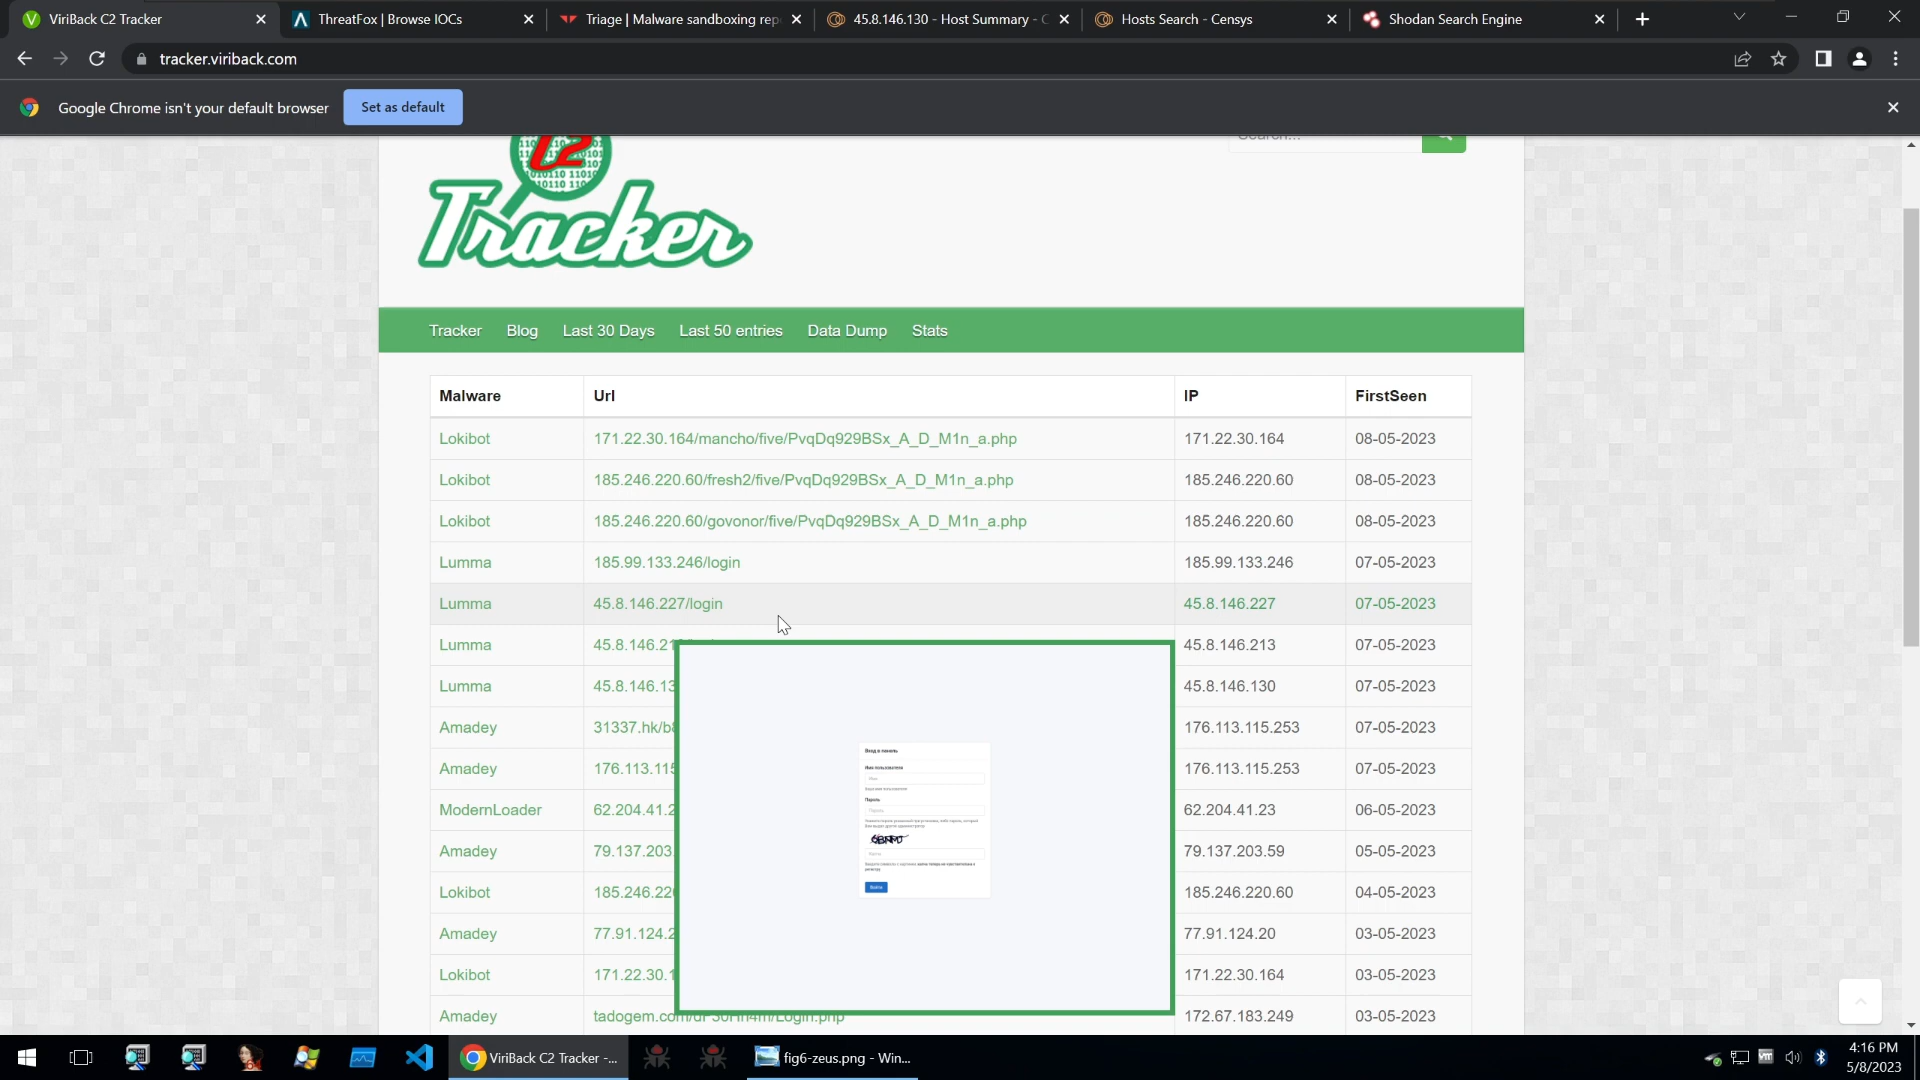 ViriBack C2 Tracker
ThreatFox | Browse IOCs
Triage | Malware sandboxing rep
45.8.146.130 - Host Summary - C
Hosts Search - Censys
Shodan Search Engine
tracker.viriback.com
Google Chrome isn't your default browser
Set as default
Search...
C2
Tracker
Tracker
Blog
Last 30 Days
Last 50 entries
Data Dump
Stats
Malware Url IP FirstSeen
Lokibot 171.22.30.164/mancho/five/PvqDq929BSx_A_D_M1n_a.php 171.22.30.164 08-05-2023
Lokibot 185.246.220.60/fresh2/five/PvqDq929BSx_A_D_M1n_a.php 185.246.220.60 08-05-2023
Lokibot 185.246.220.60/govonor/five/PvqDq929BSx_A_D_M1n_a.php 185.246.220.60 08-05-2023
Lumma 185.99.133.246/login 185.99.133.246 07-05-2023
Lumma 45.8.146.227/login 45.8.146.227 07-05-2023
Lumma 45.8.146.21 45.8.146.213 07-05-2023
Lumma 45.8.146.13 45.8.146.130 07-05-2023
Amadey 31337.hk/b 176.113.115.253 07-05-2023
Amadey 176.113.115 176.113.115.253 07-05-2023
ModernLoader 62.204.41.2 62.204.41.23 06-05-2023
Amadey 79.137.203. 79.137.203.59 05-05-2023
Lokibot 185.246.220 185.246.220.60 04-05-2023
Amadey 77.91.124.2 77.91.124.20 03-05-2023
Lokibot 171.22.30.1 171.22.30.164 03-05-2023
Amadey 172.67.183.249 03-05-2023
Вход в панель
Имя пользователя
Имя
Пароль
Пароль
Войти
ViriBack C2 Tracker -...
fig6-zeus.png - Win...
4:16 PM
5/8/2023